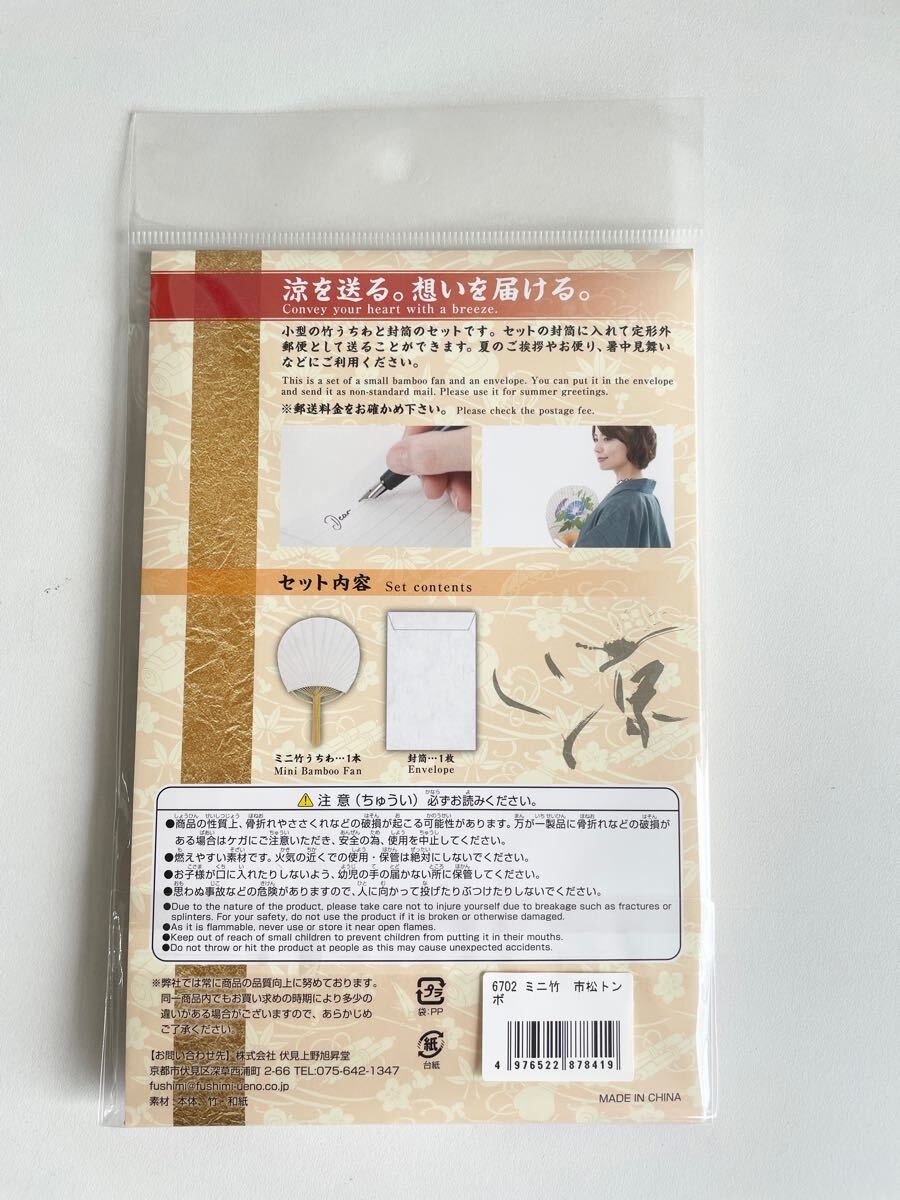 涼を送る。想いを届ける。
Convey your heart with a breeze.
小型の竹うちわと封筒のセットです。セットの封筒に入れて定形外
郵便として送ることができます。夏のご挨拶やお便り、暑中見舞い
などにご利用ください。
This is a set of a small bamboo fan and an envelope. You can put it in the envelope
and send it as non-standard mail. Please use it for summer greetings.
※郵送料金をお確かめ下さい。 Please check the postage fee.
Dear
セット内容 Set contents
涼
い
ミニ竹うちわ…1本
Mini Bamboo Fan
封筒…1枚
Envelope
注意(ちゅうい) 必ずお読みください。
●商品の性質上、骨折れやささくれなどの破損が起こる可能性があります。万が一製品に骨折れなどの破損が
ある場合はケガにご注意いただき、安全の為、使用を中止してください。
●燃えやすい素材です。火気の近くでの使用・保管は絶対にしないでください。
●お子様が口に入れたりしないよう、幼児の手の届かない所に保管してください。
●思わぬ事故などの危険がありますので、人に向かって投げたりぶつけたりしないでください。
●Due to the nature of the product, please take care not to injure yourself due to breakage such as fractures or
splinters. For your safety, do not use the product if it is broken or otherwise damaged.
●As it is flammable, never use or store it near open flames.
●Keep out of reach of small children to prevent children from putting it in their mouths.
●Do not throw or hit the product at people as this may cause unexpected accidents.
※弊社では常に商品の品質向上に努めております。
同一商品内でもお買い求めの時期により多少の
違いがある場合がございますので、あらかじめ
ご了承ください。
【お問い合わせ先】株式会社 伏見上野旭昇堂
京都市伏見区深草西浦町 2-66 TEL:075-642-1347
fushimi@fushimi-ueno.co.jp
素材:本体、竹・和紙
プラ
袋:PP
紙
台紙
6702 ミニ竹 市松トン
ボ
4 976522 878419
MADE IN CHINA